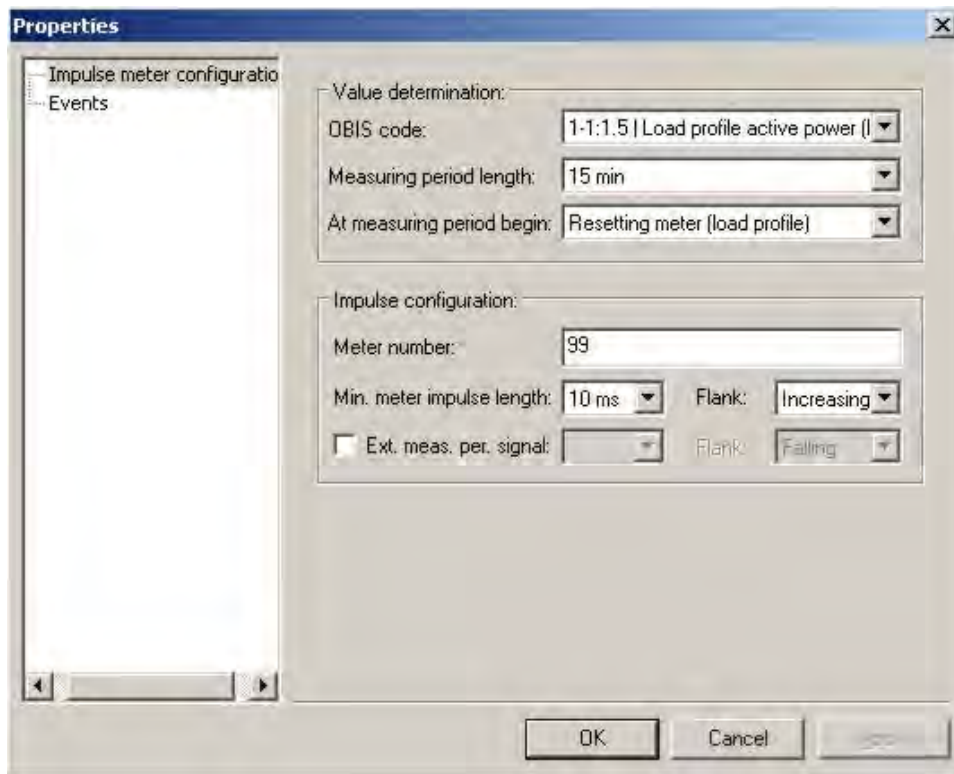 Properties
Impulse meter configuratio
Events
Value determination:
OBIS code: 1-1:1.5 | Load profile active power (l
Measuring period length: 15 min
At measuring period begin: Resetting meter (load profile)
Impulse configuration:
Meter number: 99
Min. meter impulse length: 10 ms Flank: Increasing
Ext. meas. per. signal: Flank: Falling
OK Cancel